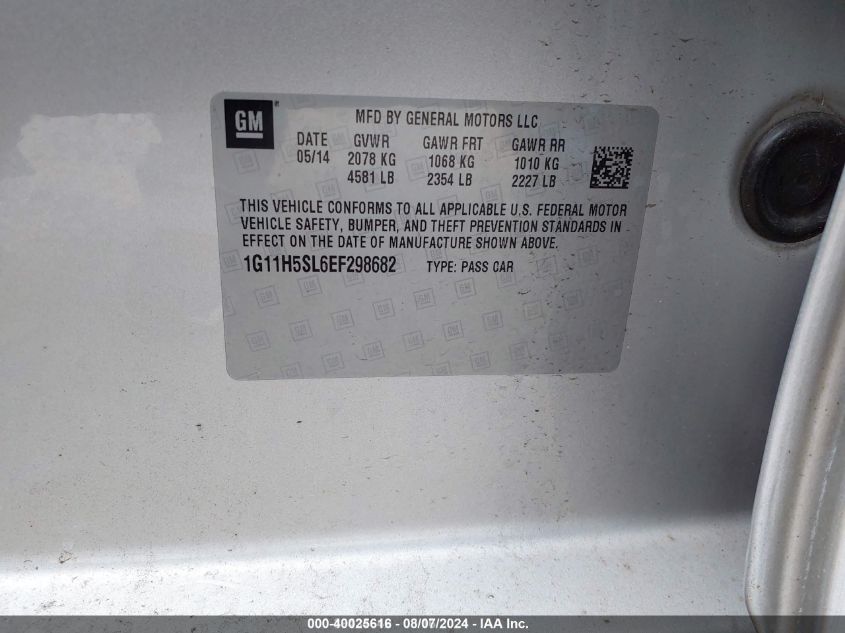 GM
MFD BY GENERAL MOTORS LLC
DATE GVWR GAWR FRT GAWR RR
05/14 2078 KG 1068 KG 1010 KG
4581 LB 2354 LB 2227 LB
THIS VEHICLE CONFORMS TO ALL APPLICABLE U.S. FEDERAL MOTOR
VEHICLE SAFETY, BUMPER, AND THEFT PREVENTION STANDARDS IN
EFFECT ON THE DATE OF MANUFACTURE SHOWN ABOVE.
1G11H5SL6EF298682 TYPE: PASS CAR
000-40025616 - 08/07/2024 - IAA Inc.